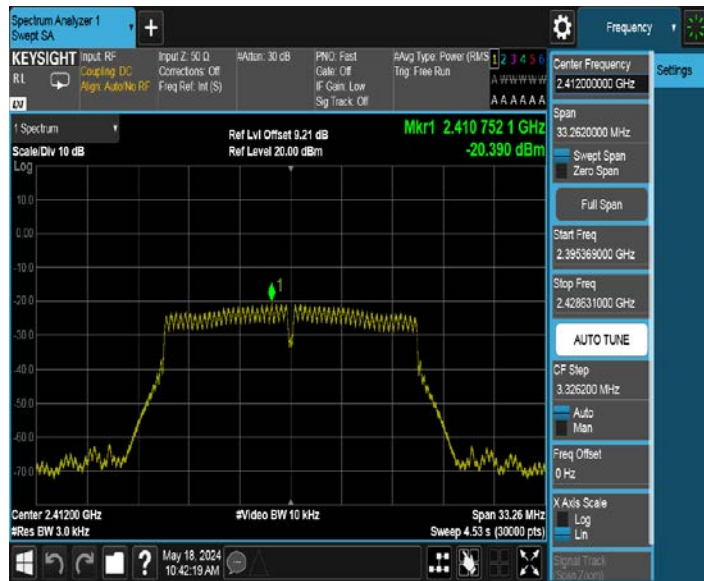 Spectrum Analyzer 1
Swept SA
+
Frequency
KEYSIGHT
RL
LXI
Input: RF
Coupling: DC
Align: Auto/No RF
Input Z: 50 Ω
Corrections: Off
Freq Ref: Int (S)
#Atten: 30 dB
PNO: Fast
Gate: Off
IF Gain: Low
Sig Track: Off
#Avg Type: Power (RMS
Trig: Free Run
1 2 3 4 5 6
A W W W W W
A A A A A A
Center Frequency
2.412000000 GHz
Settings
Span
33.2620000 MHz
Swept Span
Zero Span
Full Span
Start Freq
2.395369000 GHz
Stop Freq
2.428631000 GHz
AUTO TUNE
CF Step
3.326200 MHz
Auto
Man
Freq Offset
0 Hz
X Axis Scale
Log
Lin
Signal Track
(Span Zoom)
1 Spectrum
Scale/Div 10 dB
Log
Ref Lvl Offset 9.21 dB
Ref Level 20.00 dBm
Mkr1 2.410 752 1 GHz
-20.390 dBm
10.0
0.00
-10.0
-20.0
-30.0
-40.0
-50.0
-60.0
-70.0
1
Center 2.41200 GHz
#Res BW 3.0 kHz
#Video BW 10 kHz
Span 33.26 MHz
Sweep 4.53 s (30000 pts)
?
May 18, 2024
10:42:19 AM